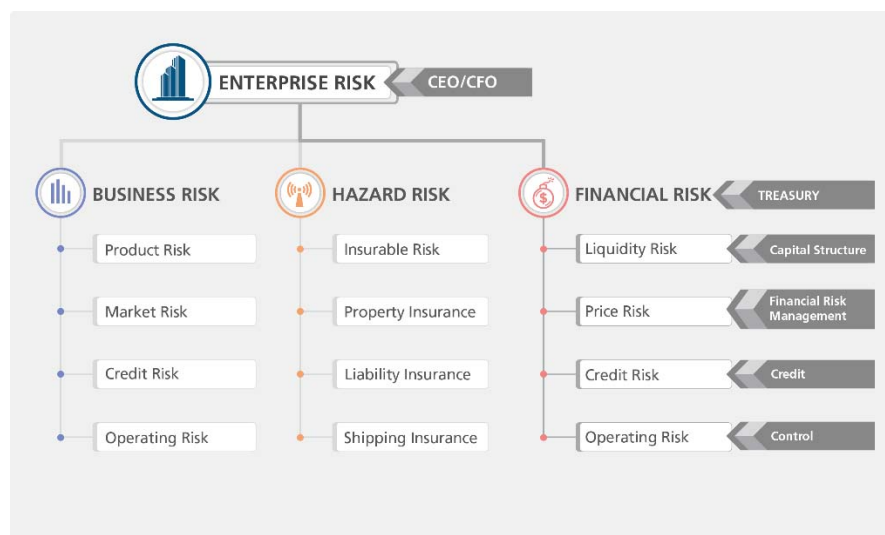 ENTERPRISE RISK
CEO/CFO
BUSINESS RISK
Product Risk
Market Risk
Credit Risk
Operating Risk
HAZARD RISK
Insurable Risk
Property Insurance
Liability Insurance
Shipping Insurance
$
FINANCIAL RISK
TREASURY
Liquidity Risk
Capital Structure
Price Risk
Financial Risk
Management
Credit Risk
Credit
Operating Risk
Control